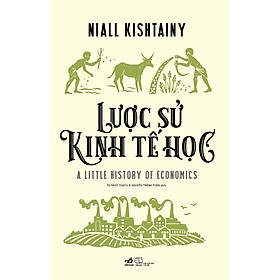 NIALL KISHTAINY
LƯỢC SỬ
KINH TẾ HỌC
A LITTLE HISTORY OF ECONOMICS